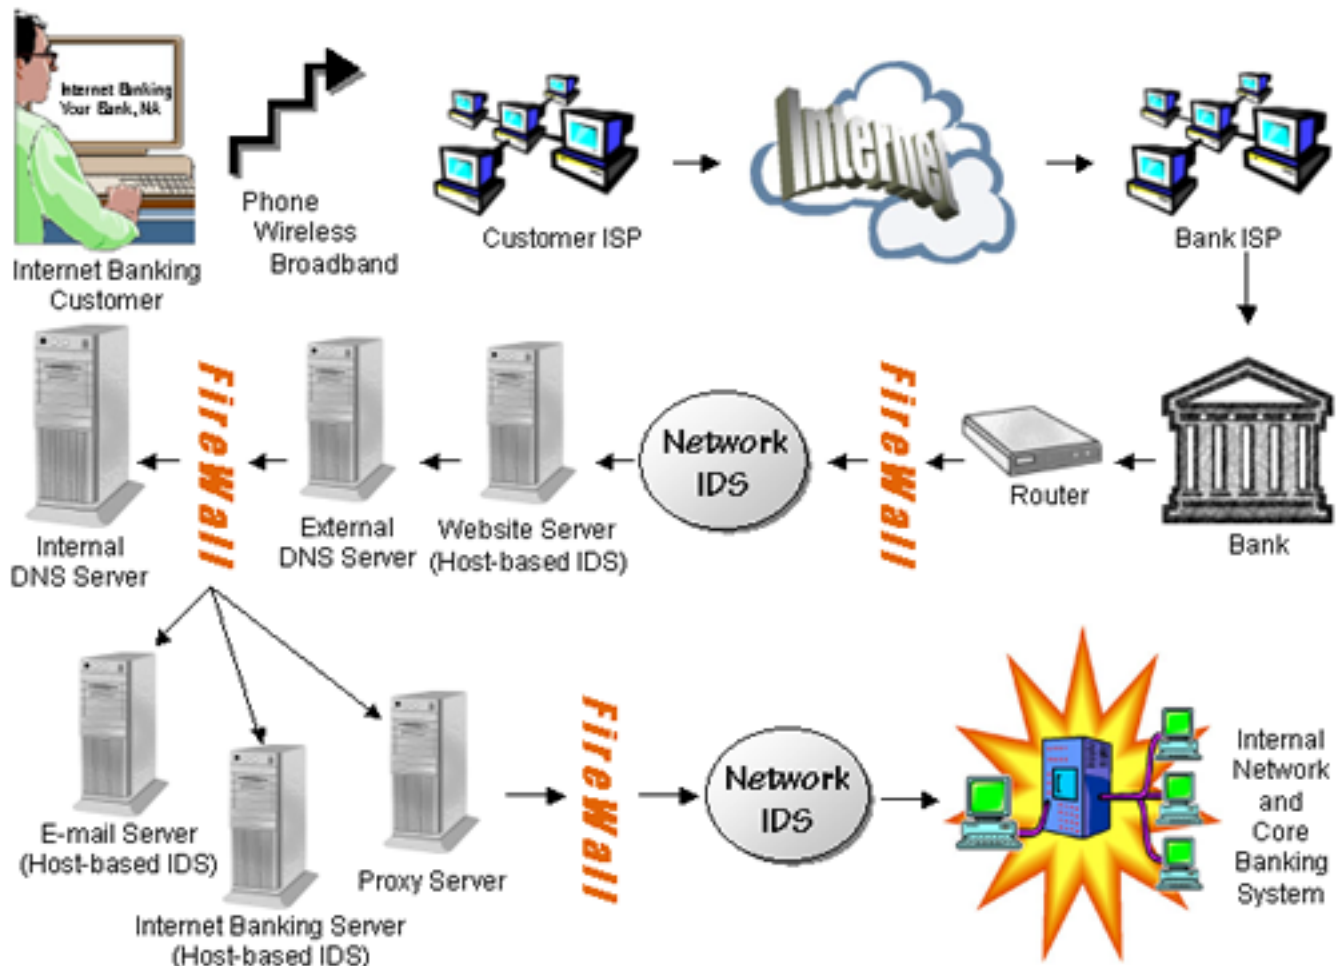 Internet Banking
Your Bank, NA
Phone
Wireless
Broadband
Customer ISP
Internet
Bank ISP
Internet Banking
Customer
Internal
DNS Server
FireWall
External
DNS Server
Website Server
(Host-based IDS)
Network
IDS
FireWall
Router
Bank
E-mail Server
(Host-based IDS)
Internet Banking Server
(Host-based IDS)
Proxy Server
FireWall
Network
IDS
Internal
Network
and
Core
Banking
System